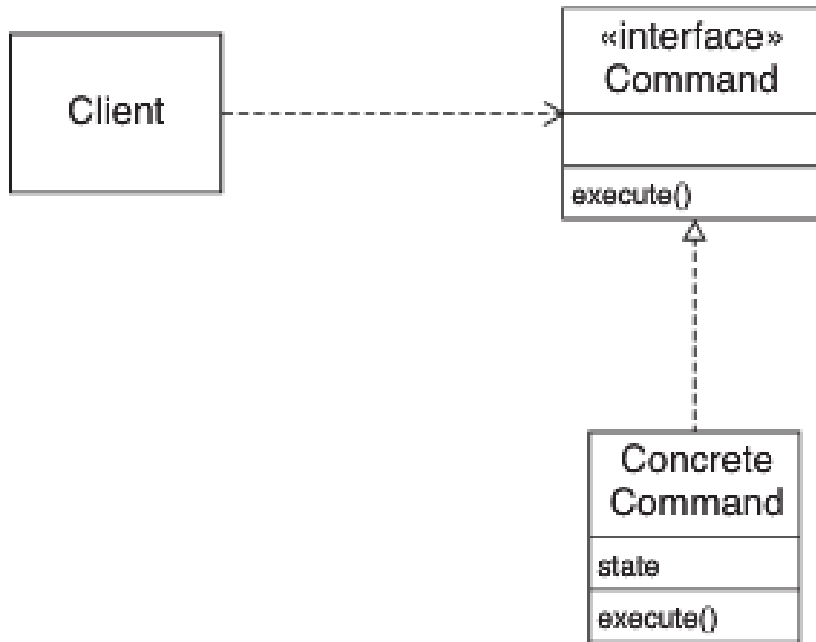 Client
«interface»
Command
execute()
Concrete
Command
state
execute()